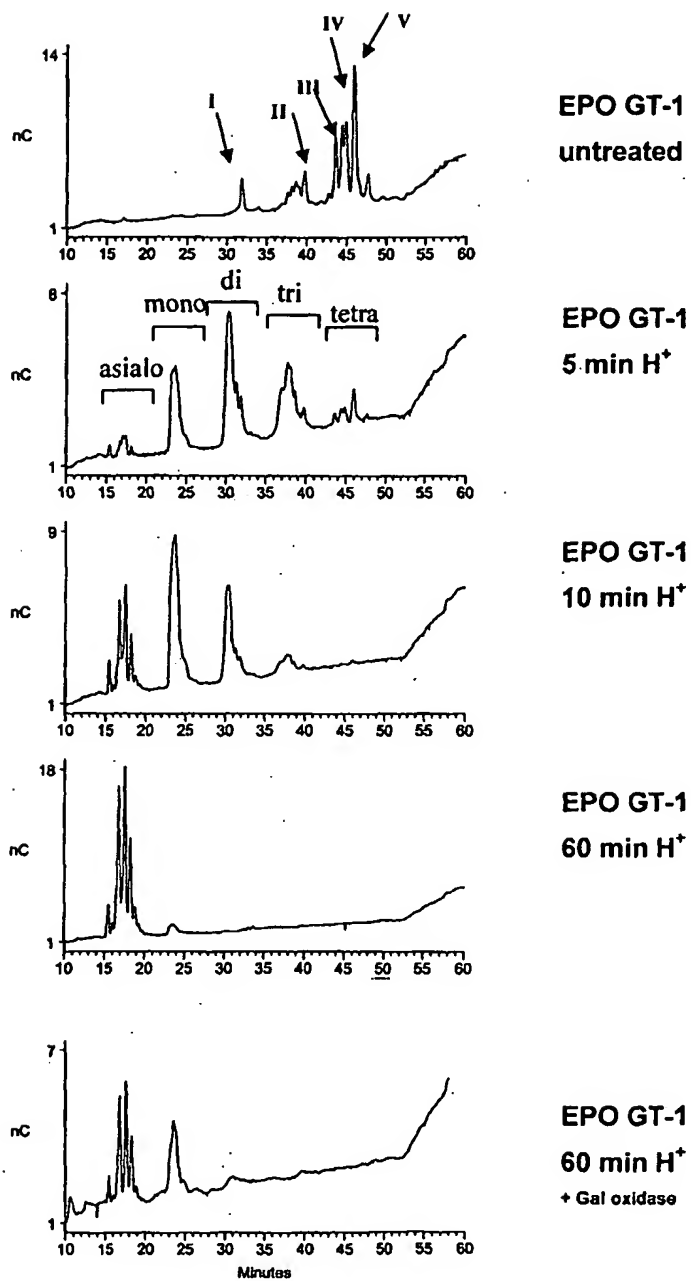 IV V
14
I
II
III
nC
1
10 15 20 25 30 35 40 45 50 55 60
EPO GT-1
untreated
8
asialo mono di tri tetra
nC
1
10 15 20 25 30 35 40 45 50 55 60
EPO GT-1
5 min H⁺
9
nC
1
10 15 20 25 30 35 40 45 50 55 60
EPO GT-1
10 min H⁺
18
nC
1
10 15 20 25 30 35 40 45 50 55 60
EPO GT-1
60 min H⁺
7
nC
1
10 15 20 25 30 35 40 45 50 55 60
Minutes
EPO GT-1
60 min H⁺
+ Gal oxidase